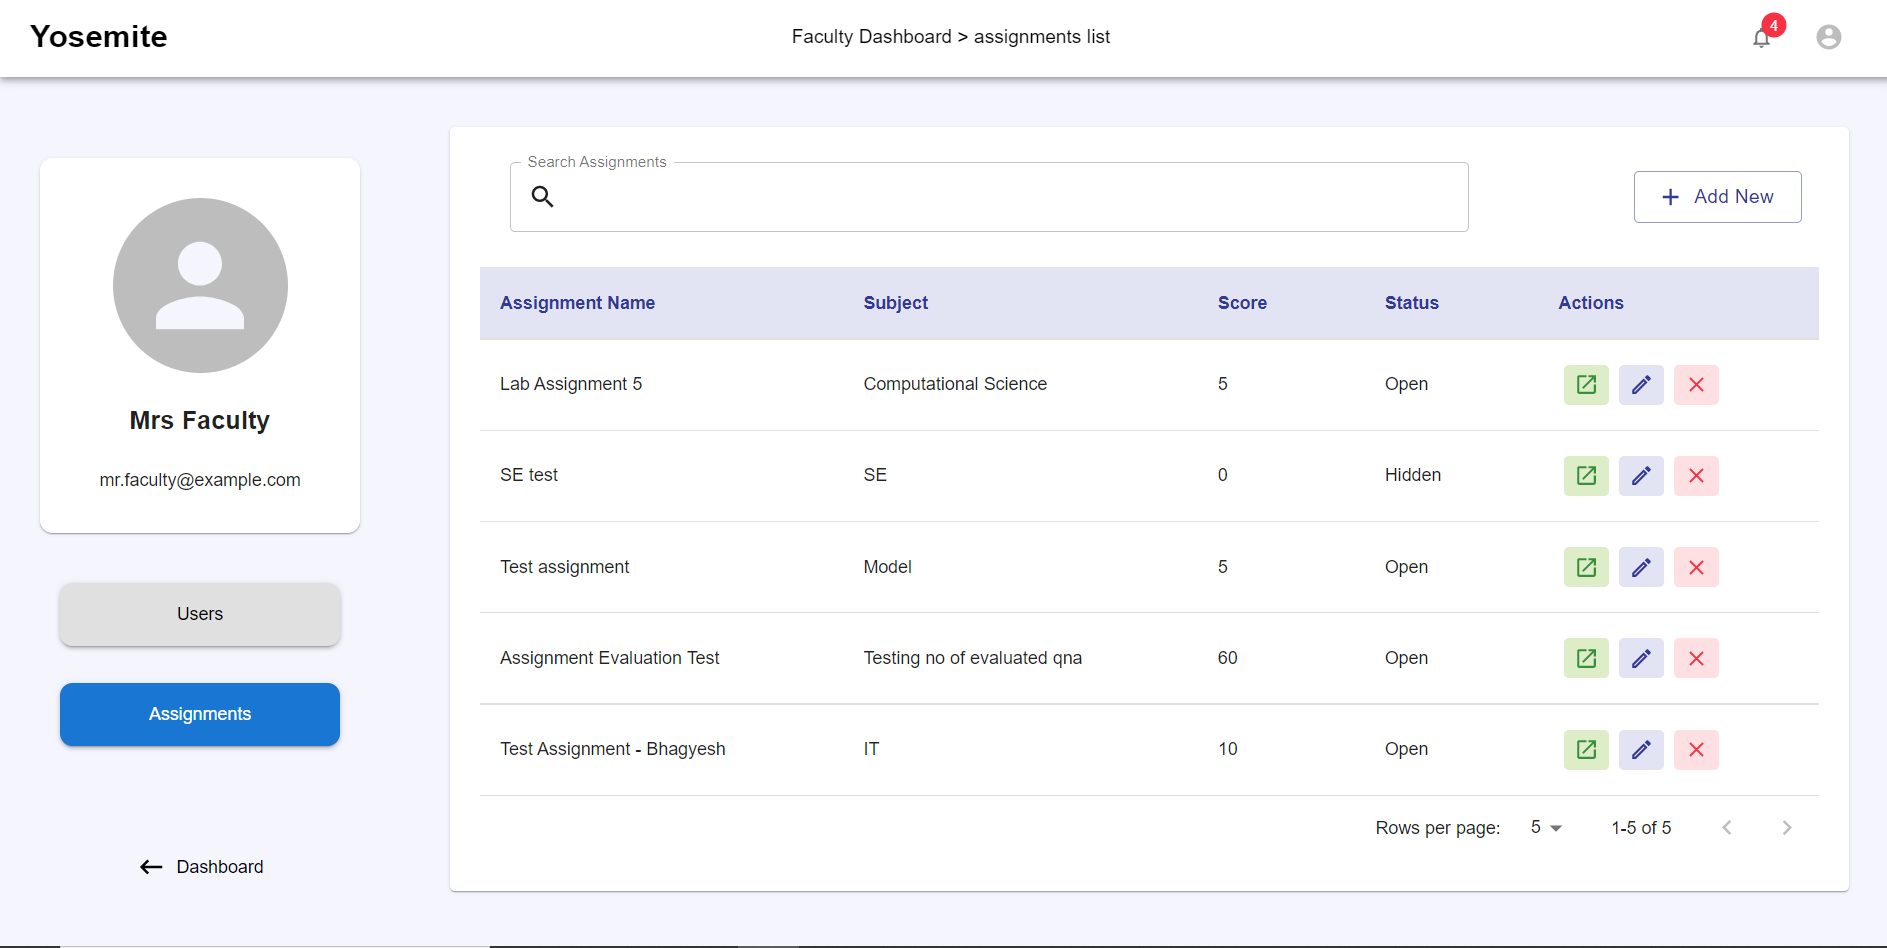 Yosemite
Faculty Dashboard > assignments list
4
Mrs Faculty
mr.faculty@example.com
Users
Assignments
Dashboard
Search Assignments
Add New
Assignment Name Subject Score Status Actions
Lab Assignment 5 Computational Science 5 Open
SE test SE 0 Hidden
Test assignment Model 5 Open
Assignment Evaluation Test Testing no of evaluated qna 60 Open
Test Assignment - Bhagyesh IT 10 Open
Rows per page: 5 1-5 of 5